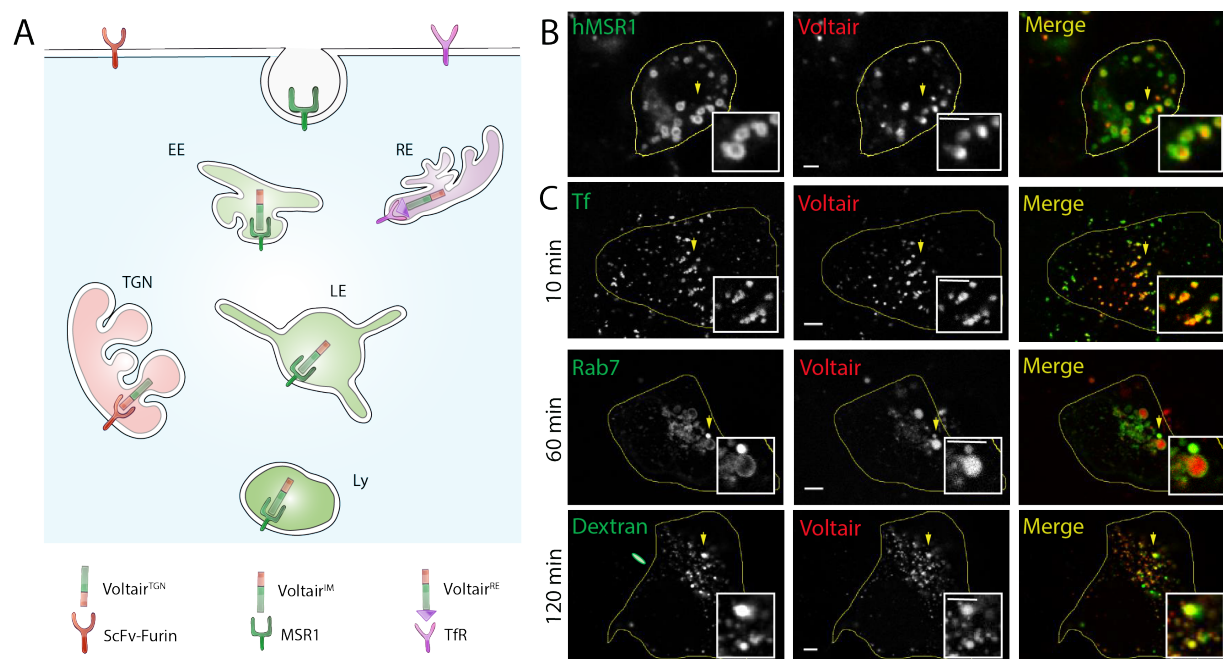 A
EE
RE
TGN
LE
Ly
VoltairTGN
VoltairIM
VoltairRE
ScFv-Furin
MSR1
TfR
B
hMSR1
Voltair
Merge
C
10 min
Tf
Voltair
Merge
60 min
Rab7
Voltair
Merge
120 min
Dextran
Voltair
Merge